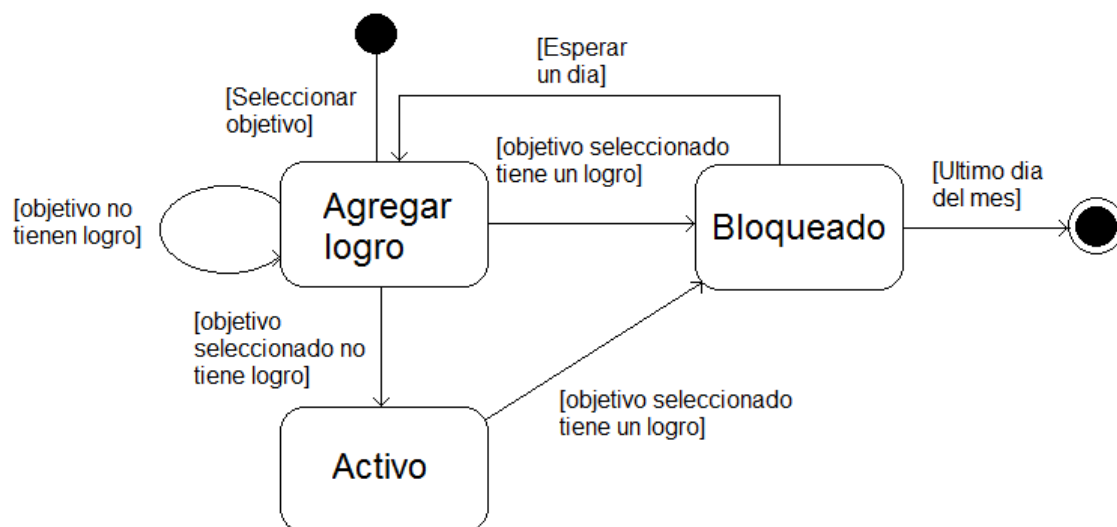 [Esperar
un dia]
[Seleccionar
objetivo]
[objetivo seleccionado
tiene un logro]
[Ultimo dia
del mes]
[objetivo no
tienen logro]
Agregar
logro
Bloqueado
[objetivo
seleccionado no
tiene logro]
[objetivo seleccionado
tiene un logro]
Activo